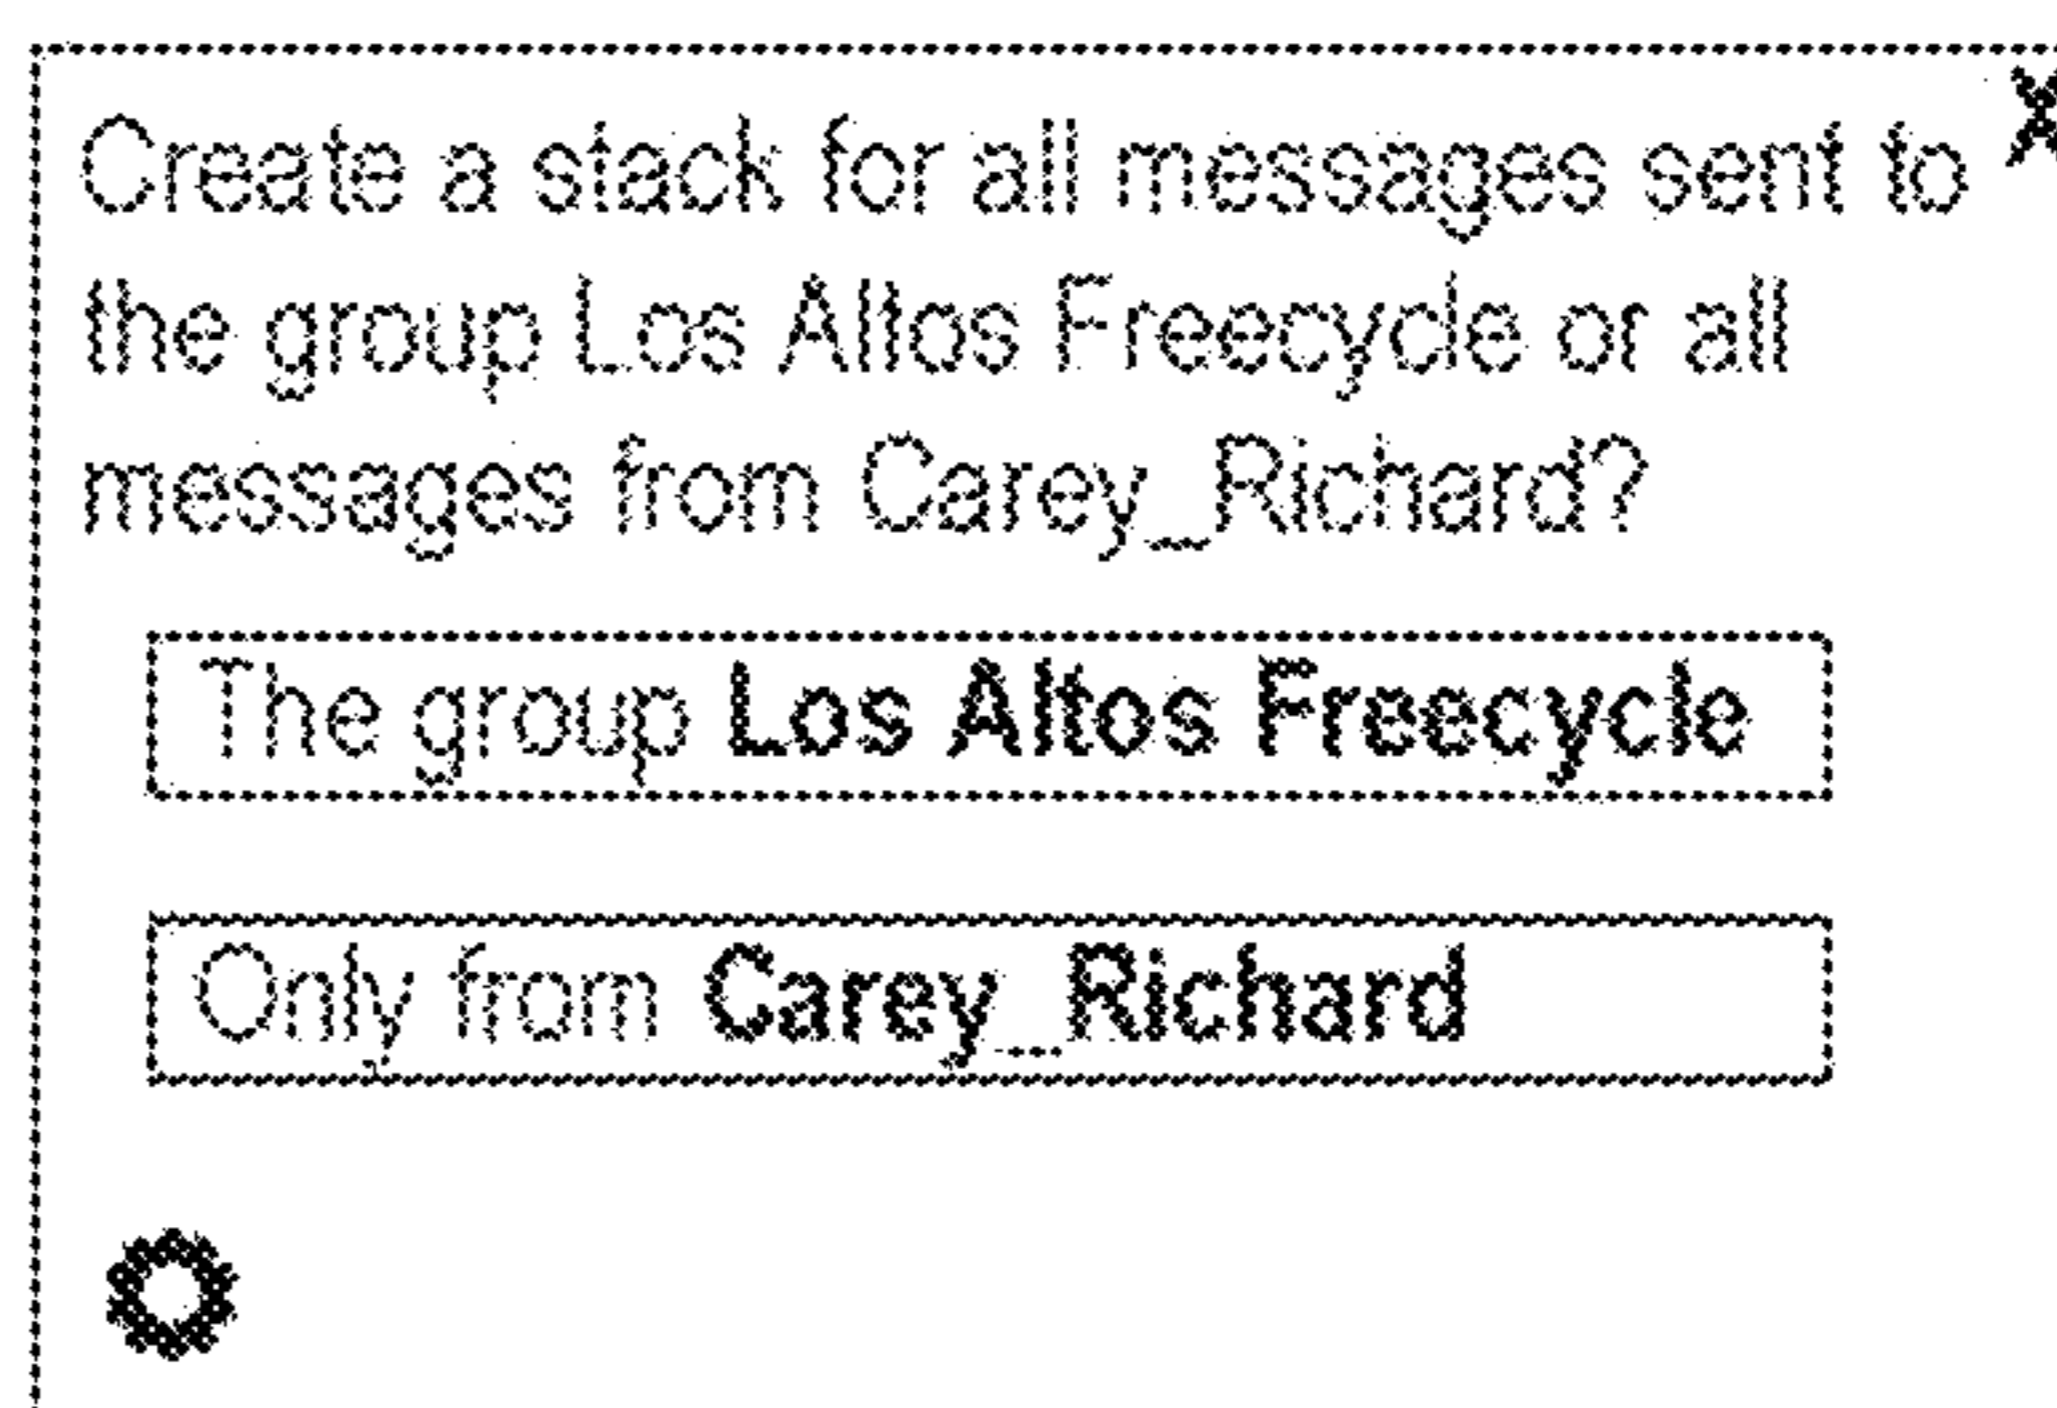 Create a stack for all messages sent to
the group Los Altos Freecycle or all
messages from Carey_Richard?
The group Los Altos Freecycle
Only from Carey_Richard